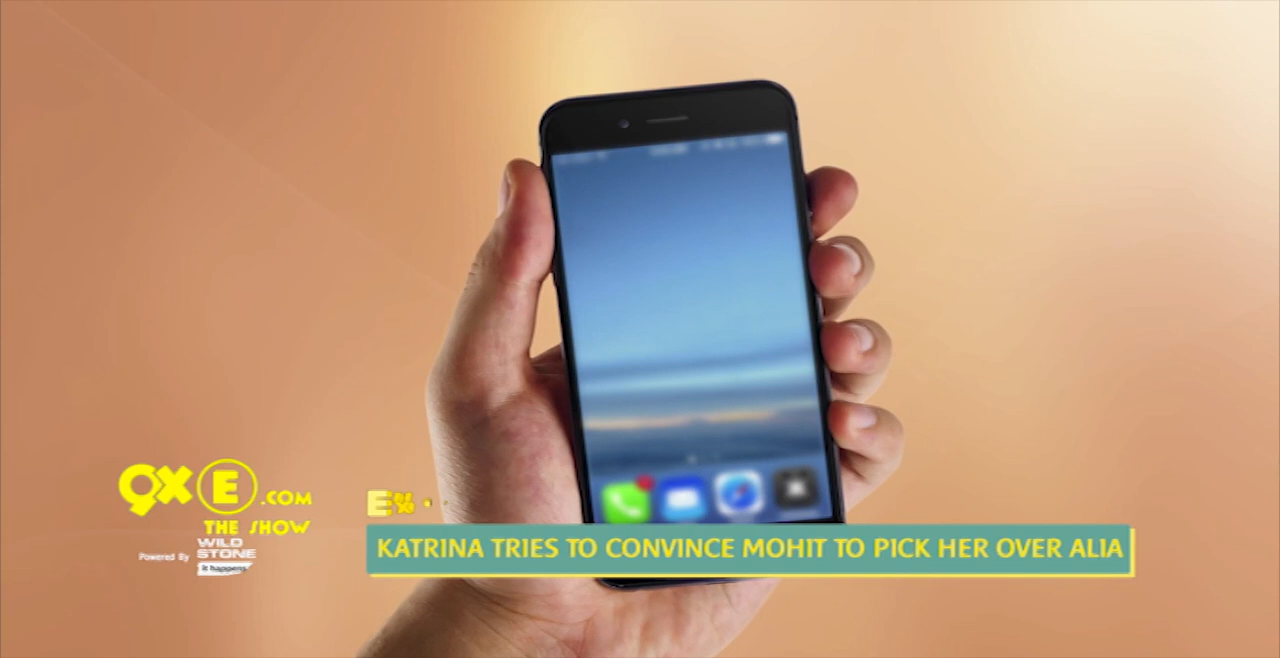 9XE.COM
THE SHOW
Powered By
WILD
STONE
it happens.
KATRINA TRIES TO CONVINCE MOHIT TO PICK HER OVER ALIA